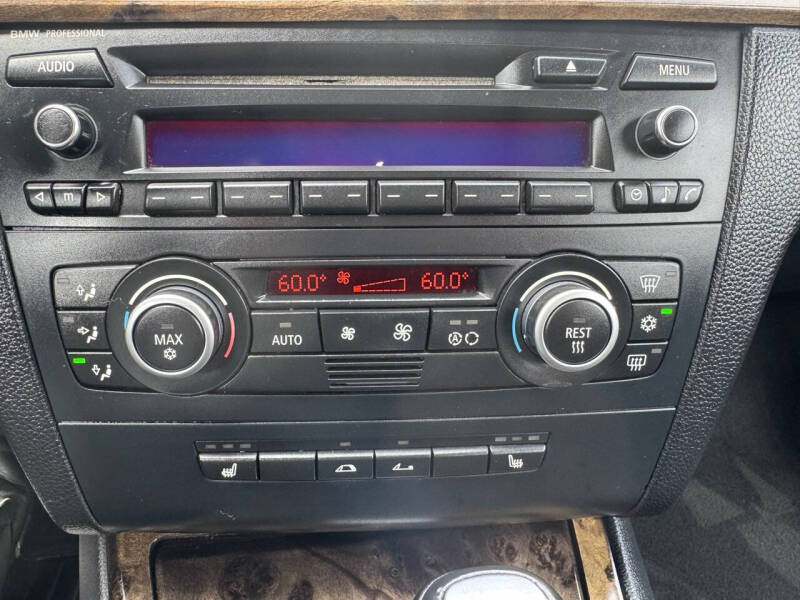 BMW PROFESSIONAL
AUDIO
MENU
m
60.0° 60.0°
MAX
AUTO
A
REST